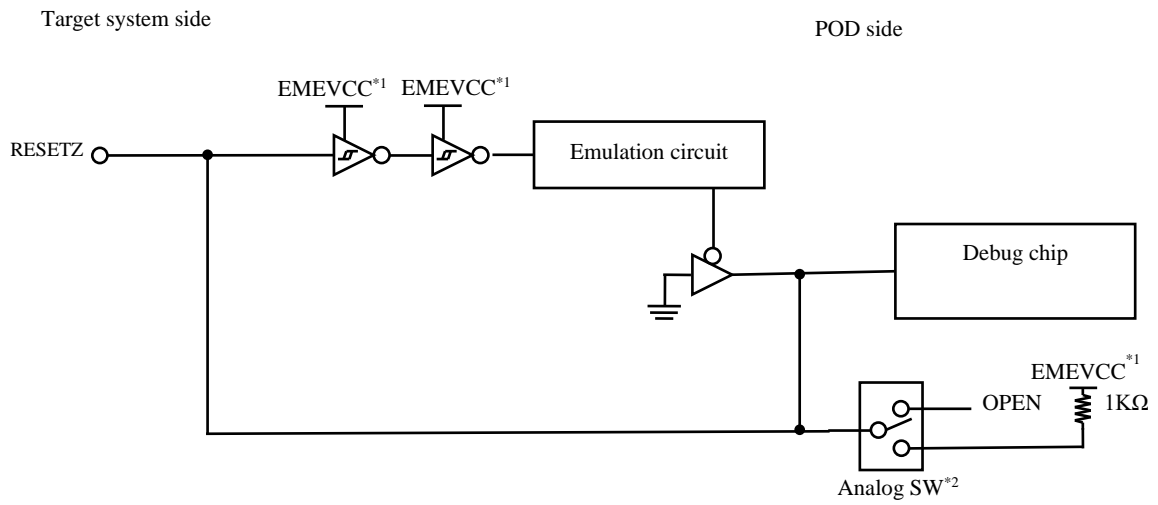 Target system side
POD side
EMEVCC*1 EMEVCC*1
RESETZ
Emulation circuit
Debug chip
EMEVCC*1
OPEN
1KΩ
Analog SW*2